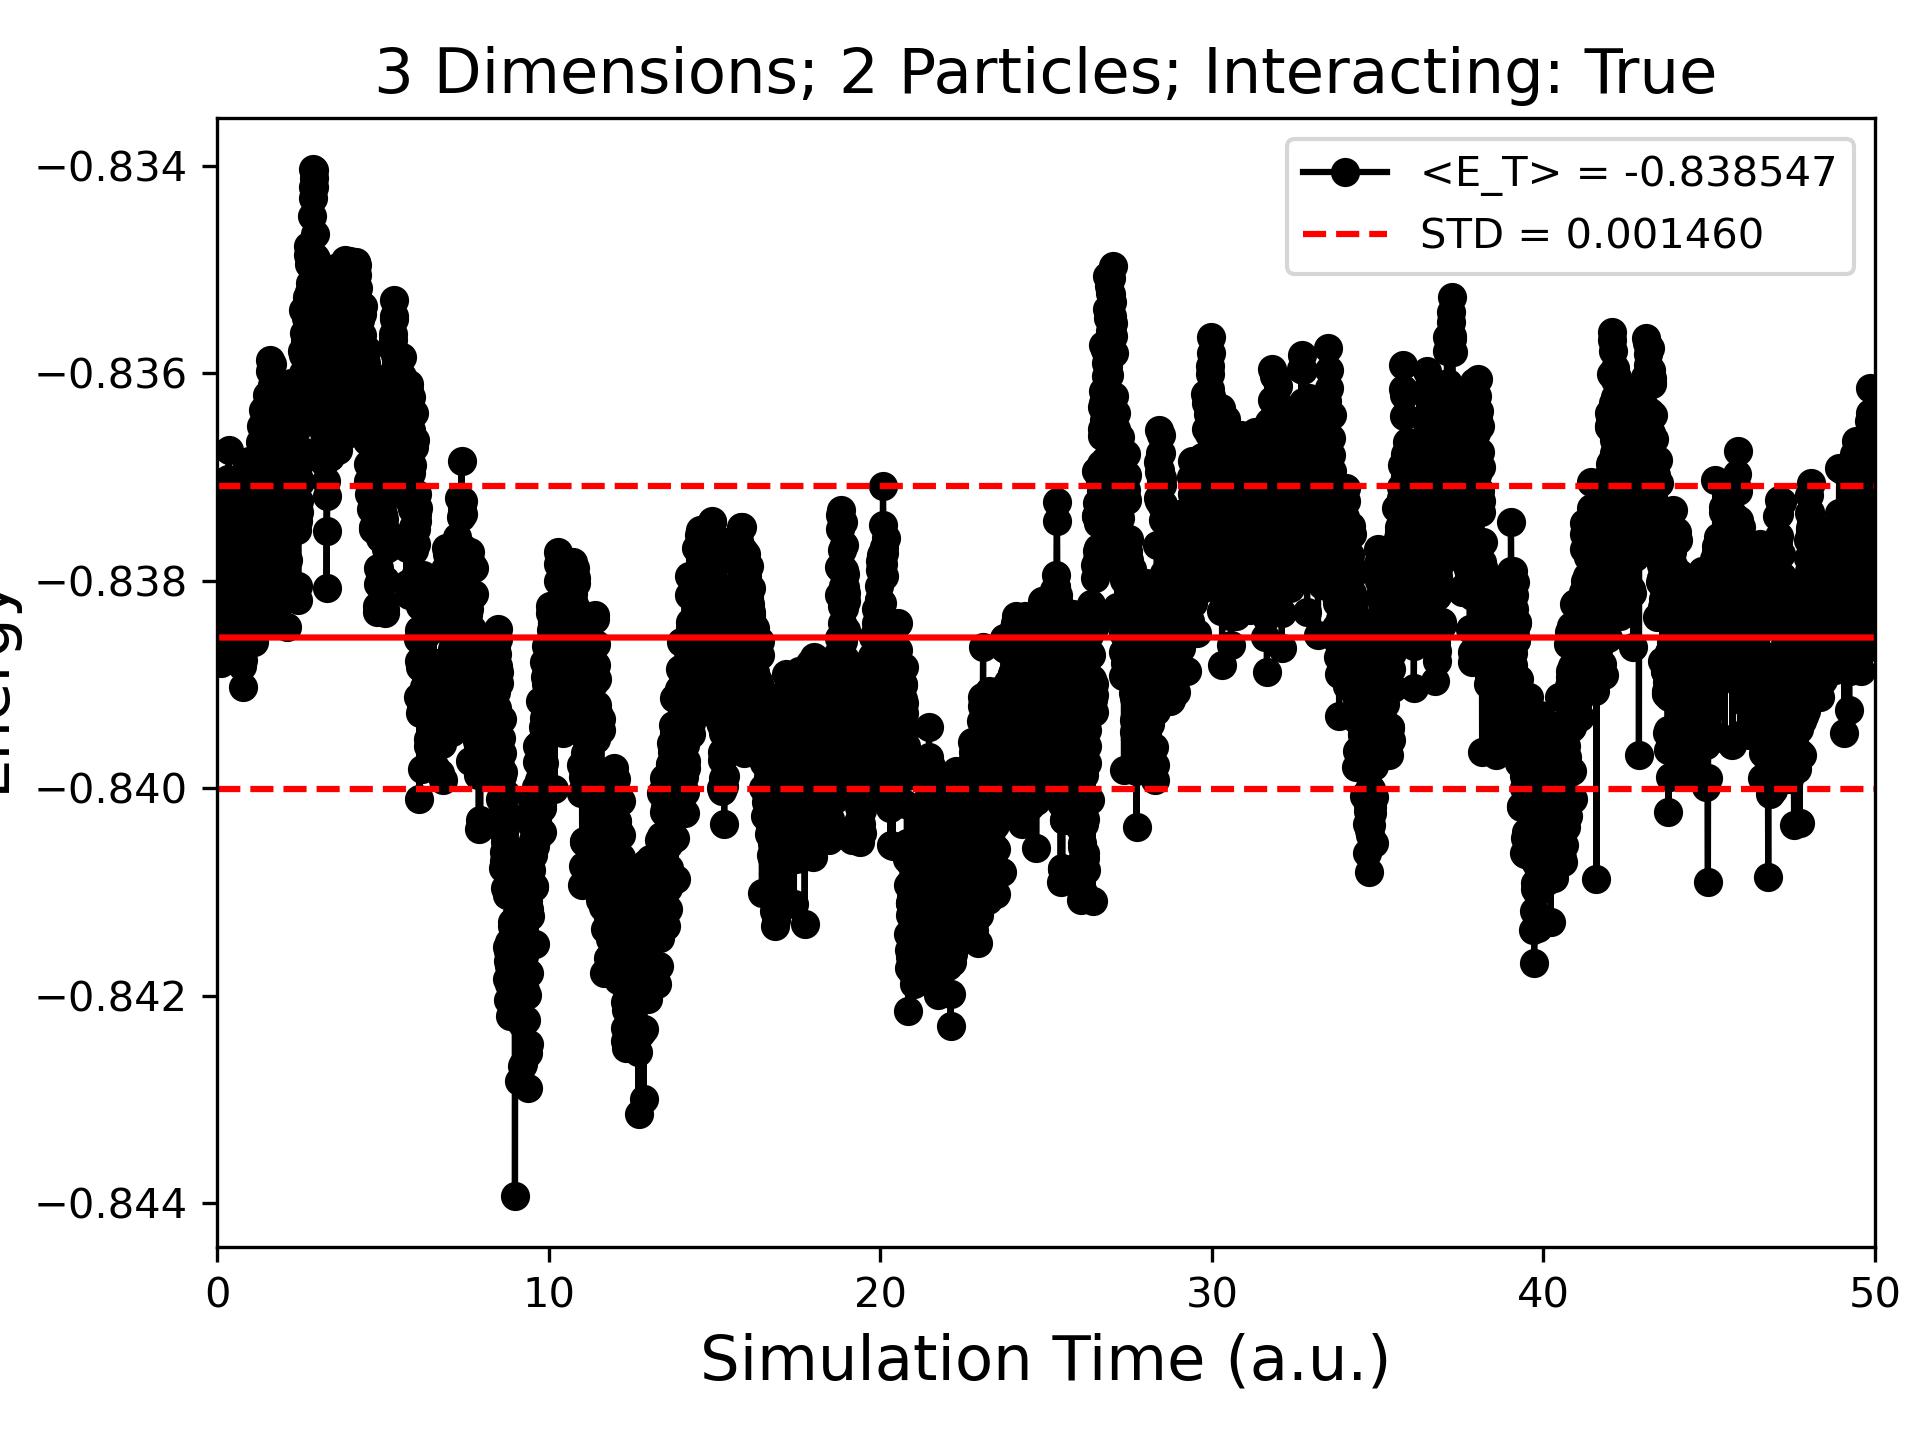 3 Dimensions; 2 Particles; Interacting: True
<E_T> = -0.838547
STD = 0.001460
−0.834
−0.836
−0.838
−0.840
−0.842
−0.844
Energy
0 10 20 30 40 50
Simulation Time (a.u.)